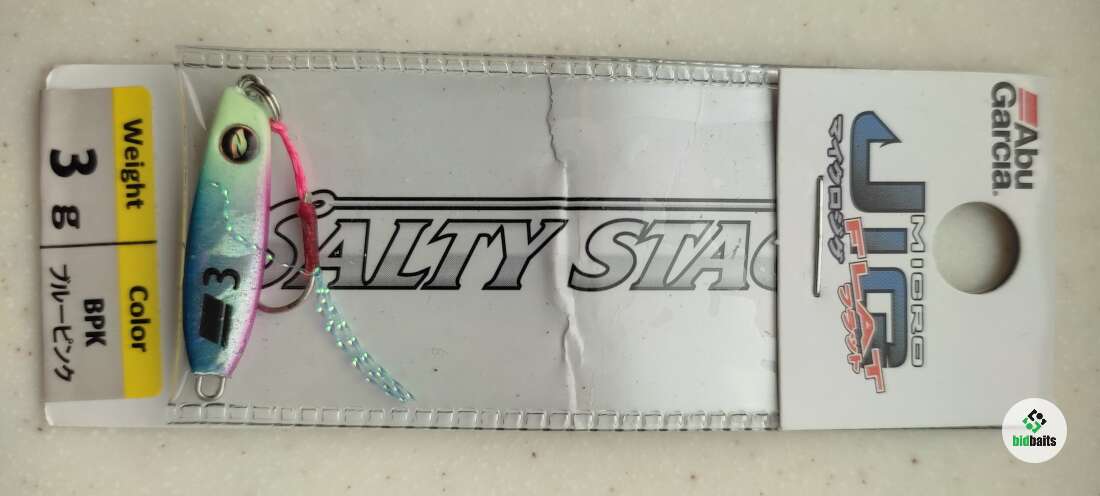 Abu
Garcia®
MICRO
JIG
マイクロジグ
FLAT
フラット
SALTY STAG
Weight
3 g
Color
BPK
ブルーピンク
3
bidbaits